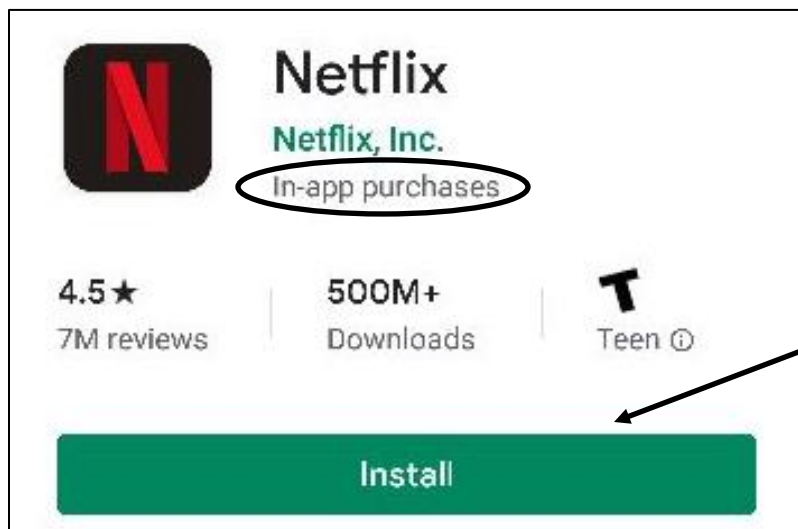 Netflix
Netflix, Inc.
In-app purchases
4.5★ 500M+ T
7M reviews Downloads Teen ⓘ
Install